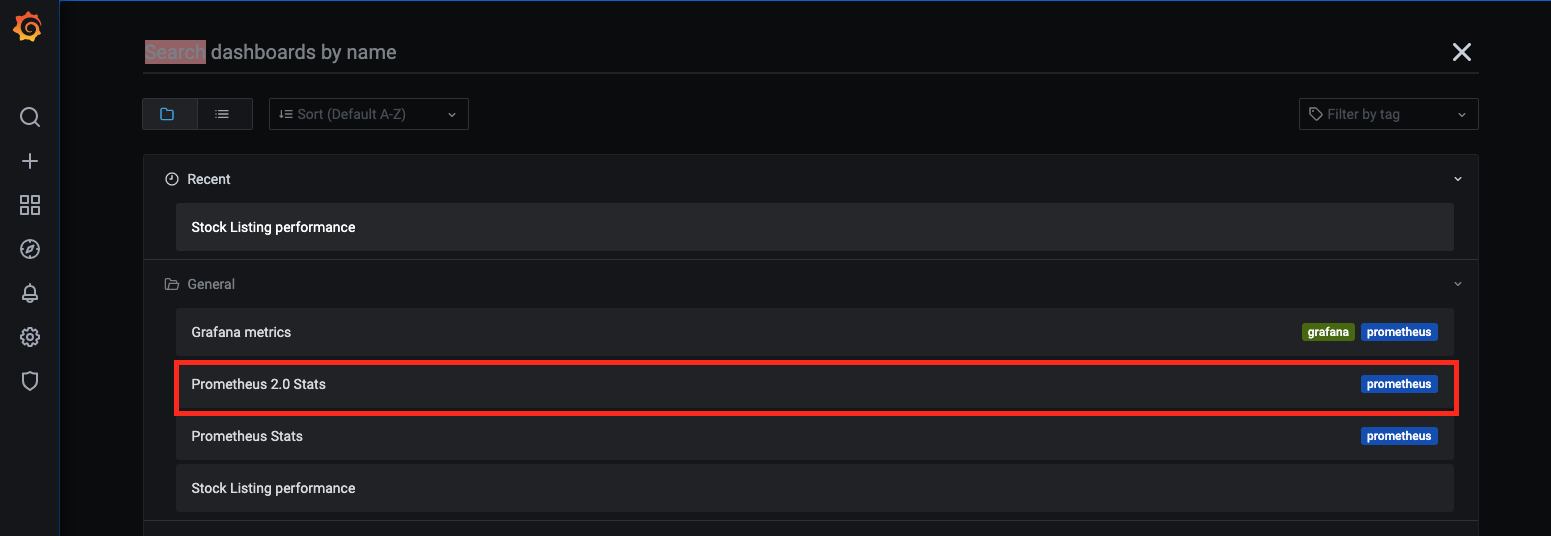 Search dashboards by name
Sort (Default A-Z)
Filter by tag
Recent
Stock Listing performance
General
Grafana metrics grafana prometheus
Prometheus 2.0 Stats prometheus
Prometheus Stats prometheus
Stock Listing performance